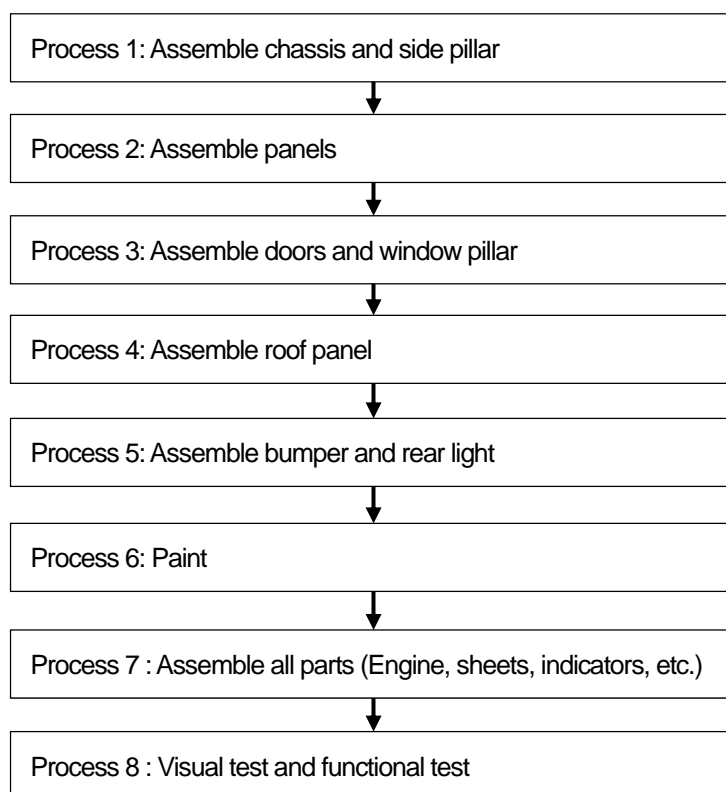 Process 1: Assemble chassis and side pillar
Process 2: Assemble panels
Process 3: Assemble doors and window pillar
Process 4: Assemble roof panel
Process 5: Assemble bumper and rear light
Process 6: Paint
Process 7 : Assemble all parts (Engine, sheets, indicators, etc.)
Process 8 : Visual test and functional test